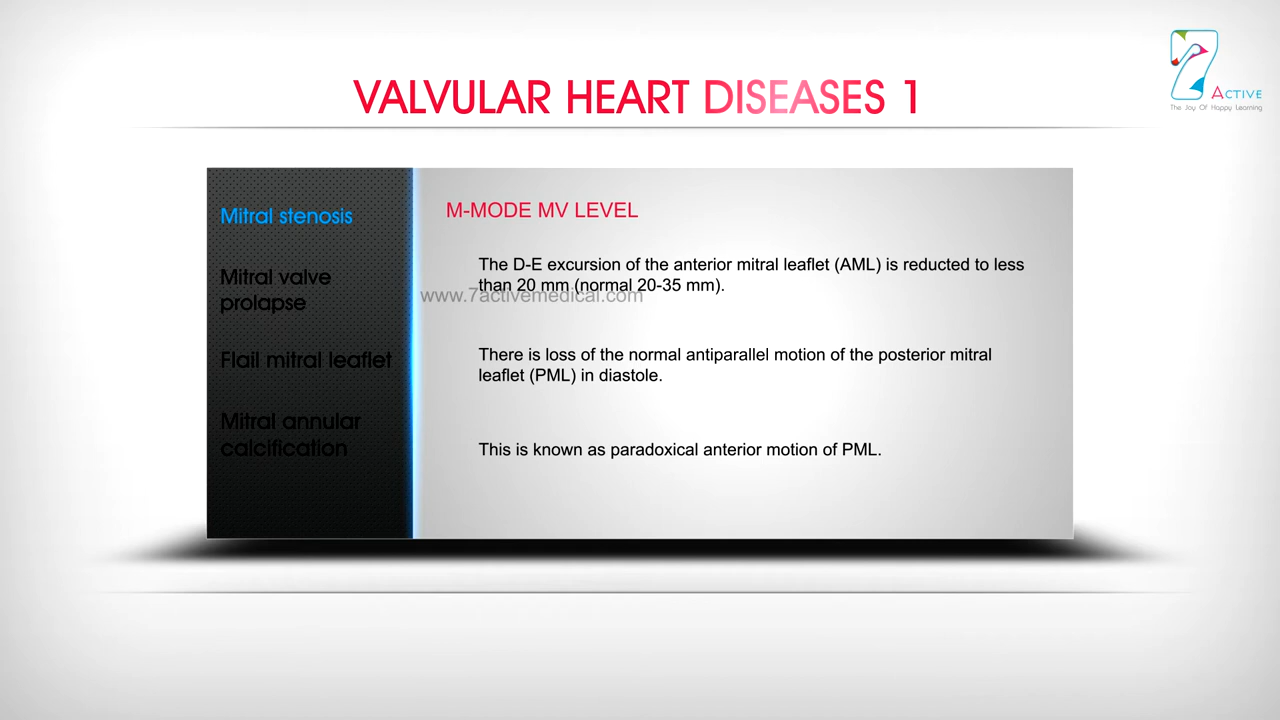 VALVULAR HEART DISEASES 1
7
ACTIVE
The Joy Of Happy Learning
Mitral stenosis
Mitral valve
prolapse
Flail mitral leaflet
Mitral annular
calcification
M-MODE MV LEVEL
The D-E excursion of the anterior mitral leaflet (AML) is reducted to less
than 20 mm (normal 20-35 mm).
www.7activemedical.com
There is loss of the normal antiparallel motion of the posterior mitral
leaflet (PML) in diastole.
This is known as paradoxical anterior motion of PML.